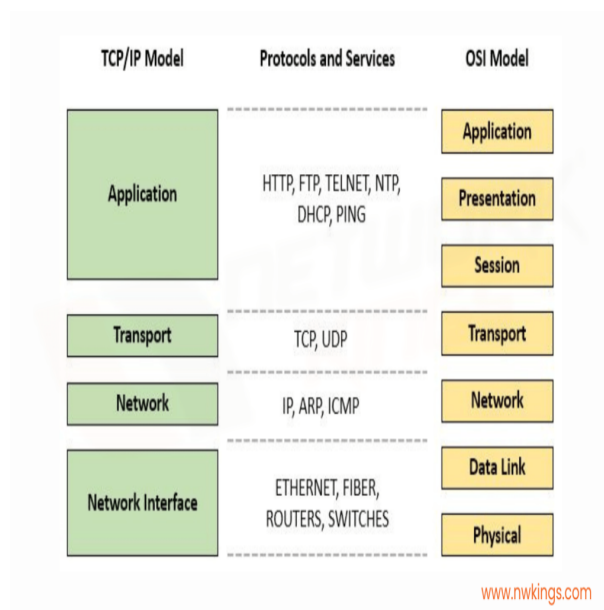 TCP/IP Model
Protocols and Services
OSI Model
Application
HTTP, FTP, TELNET, NTP,
DHCP, PING
Application
Presentation
Session
Transport
TCP, UDP
Transport
Network
IP, ARP, ICMP
Network
Network Interface
ETHERNET, FIBER,
ROUTERS, SWITCHES
Data Link
Physical
www.nwkings.com